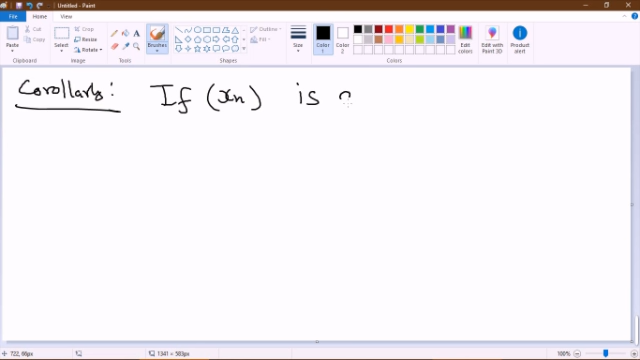 Untitled - Paint
File Home View
Paste Cut Copy Clipboard
Select Crop Resize Rotate Image
Tools
Brushes
Shapes Outline Fill
Size
Color 1 Color 2 Colors
Edit colors
Edit with Paint 3D
Product alert
Corollary: If (xn) is
722, 66px 1341 × 583px 100%